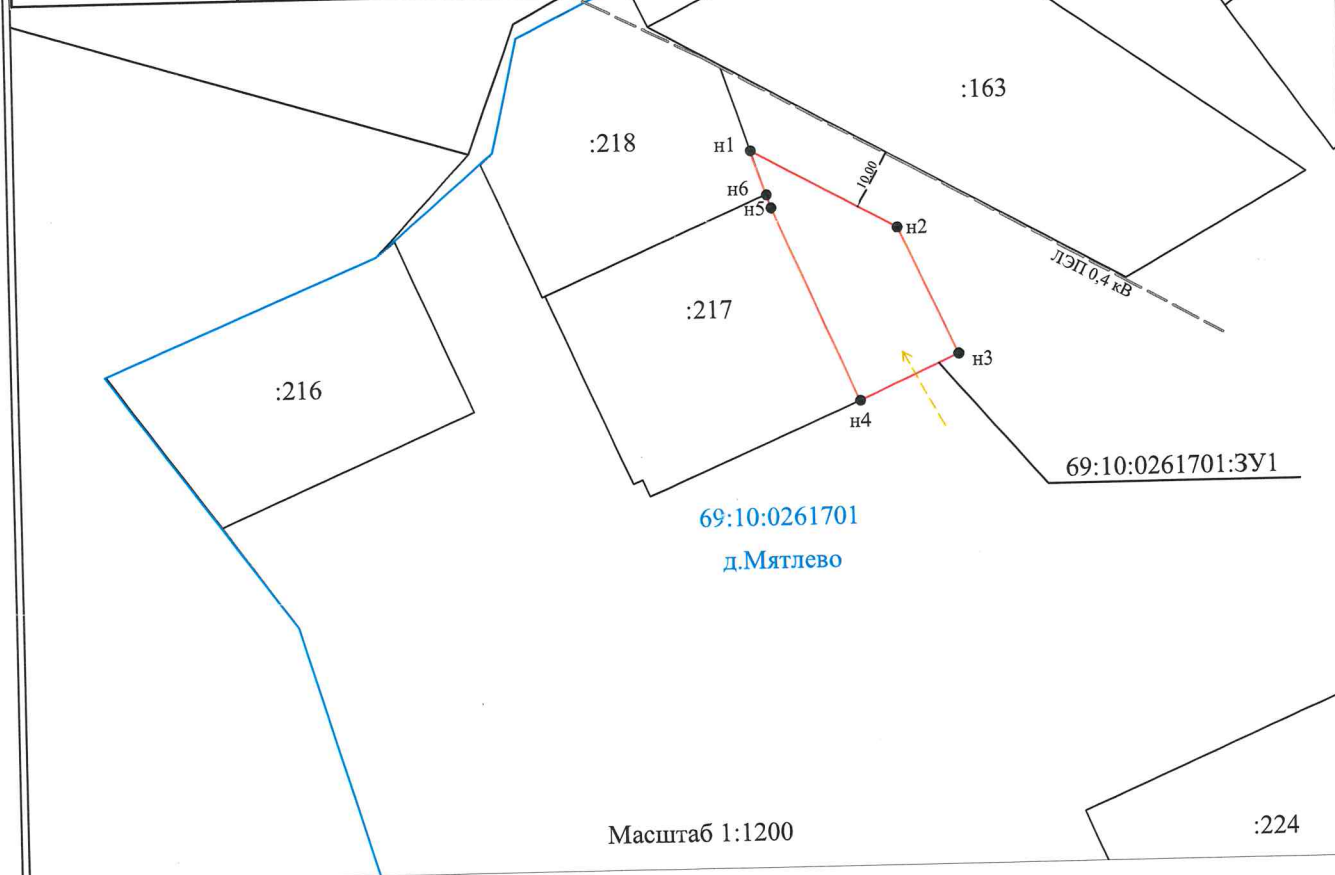 :163
:218
н1
10,00
н6
н5
н2
ЛЭП 0,4 кВ
:217
н3
:216
н4
69:10:0261701:ЗУ1
69:10:0261701
д.Мятлево
Масштаб 1:1200
:224